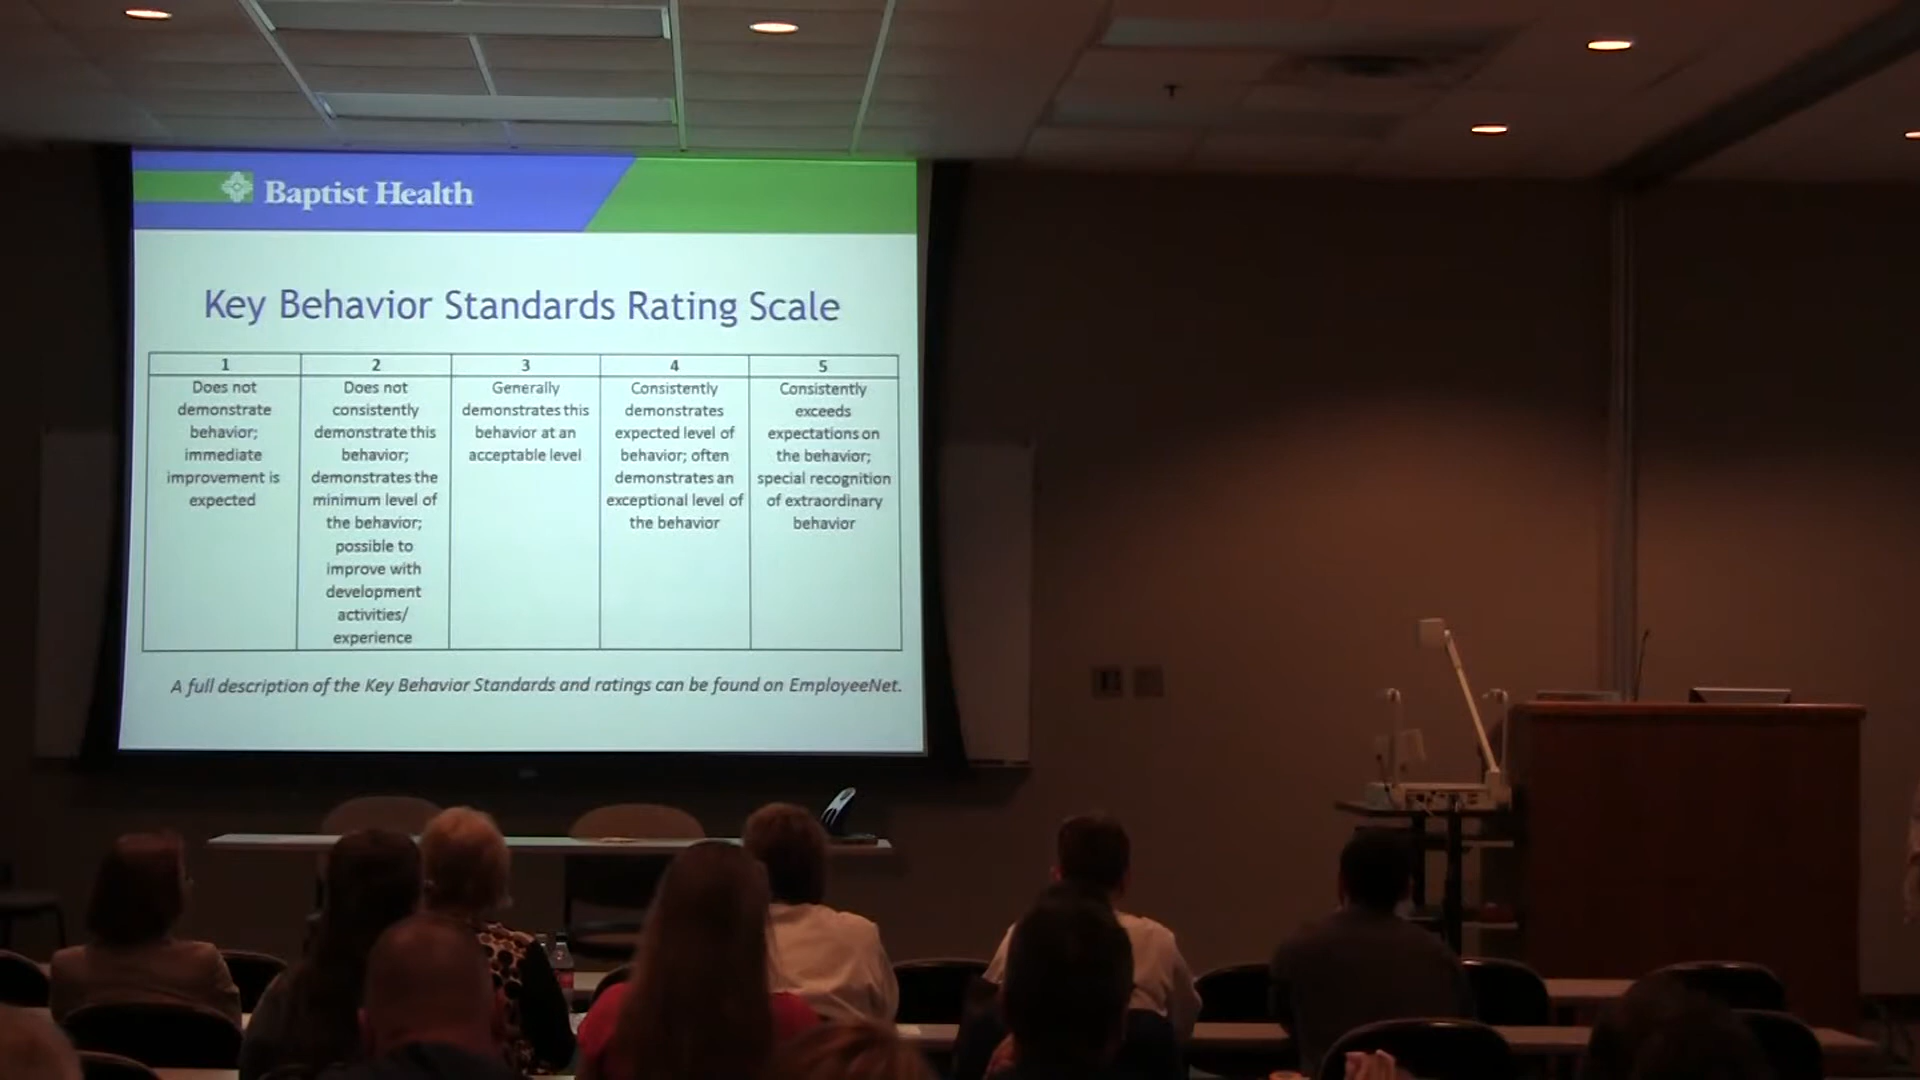 Baptist Health
Key Behavior Standards Rating Scale
1
2
3
4
5
Does not
demonstrate
behavior;
immediate
improvement is
expected
Does not
consistently
demonstrate this
behavior;
demonstrates the
minimum level of
the behavior;
possible to
improve with
development
activities/
experience
Generally
demonstrates this
behavior at an
acceptable level
Consistently
demonstrates
expected level of
behavior; often
demonstrates an
exceptional level of
the behavior
Consistently
exceeds
expectations on
the behavior;
special recognition
of extraordinary
behavior
A full description of the Key Behavior Standards and ratings can be found on EmployeeNet.